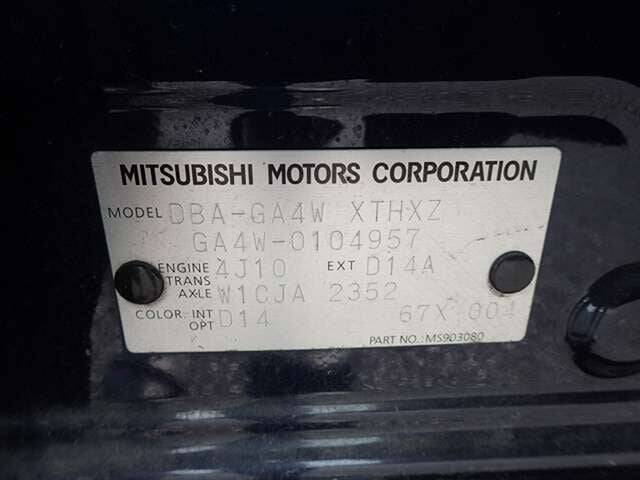 MITSUBISHI MOTORS CORPORATION
MODEL DBA-GA4W XTHXZ
GA4W-0104957
ENGINE 4J10 EXT D14A
TRANS
AXLE W1CJA 2352
COLOR: INT D14 67X 004
OPT
PART NO.: MS903080